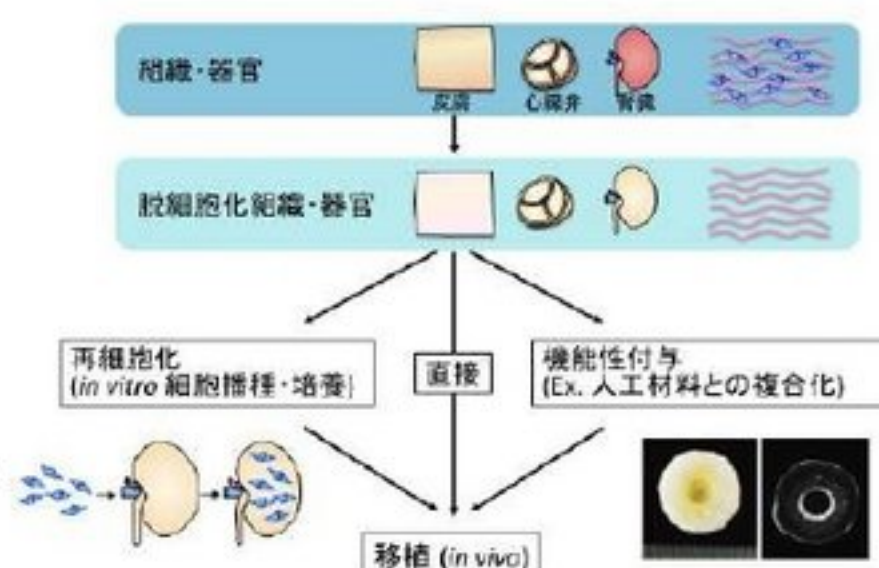 組織・器官
皮膚 心臓弁 腎臓
脱細胞化組織・器官
再細胞化
(in vitro 細胞播種・培養)
直接
機能性付与
(Ex. 人工材料との複合化)
移植 (in vivo)